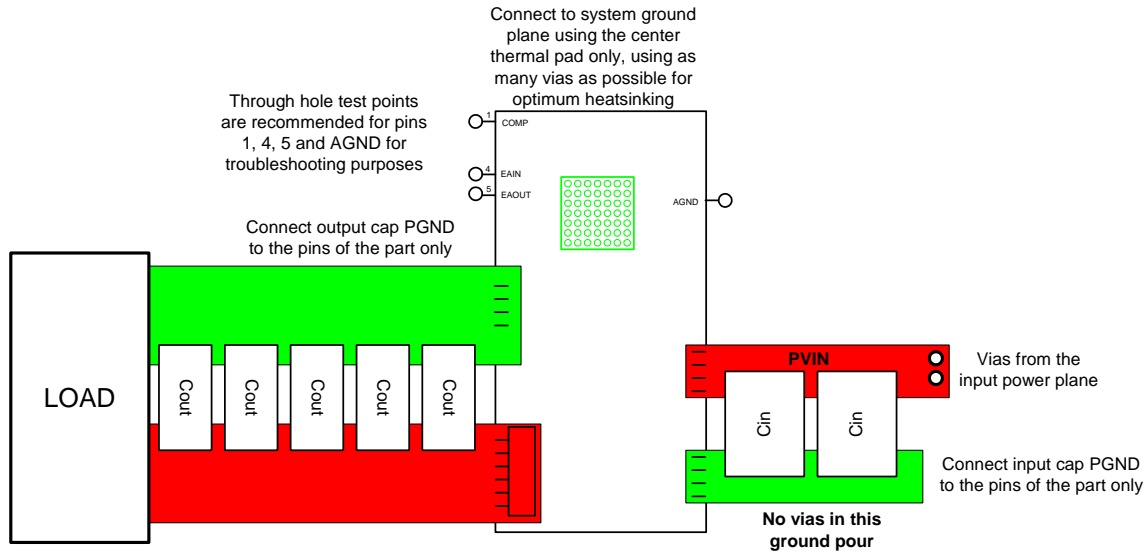 Connect to system ground
plane using the center
thermal pad only, using as
many vias as possible for
optimum heatsinking
Through hole test points
are recommended for pins
1, 4, 5 and AGND for
troubleshooting purposes
1
COMP
4
EAIN
5
EAOUT
AGND
Connect output cap PGND
to the pins of the part only
LOAD
Cout
Cout
Cout
Cout
Cout
PVIN
Vias from the
input power plane
Cin
Cin
Connect input cap PGND
to the pins of the part only
No vias in this
ground pour